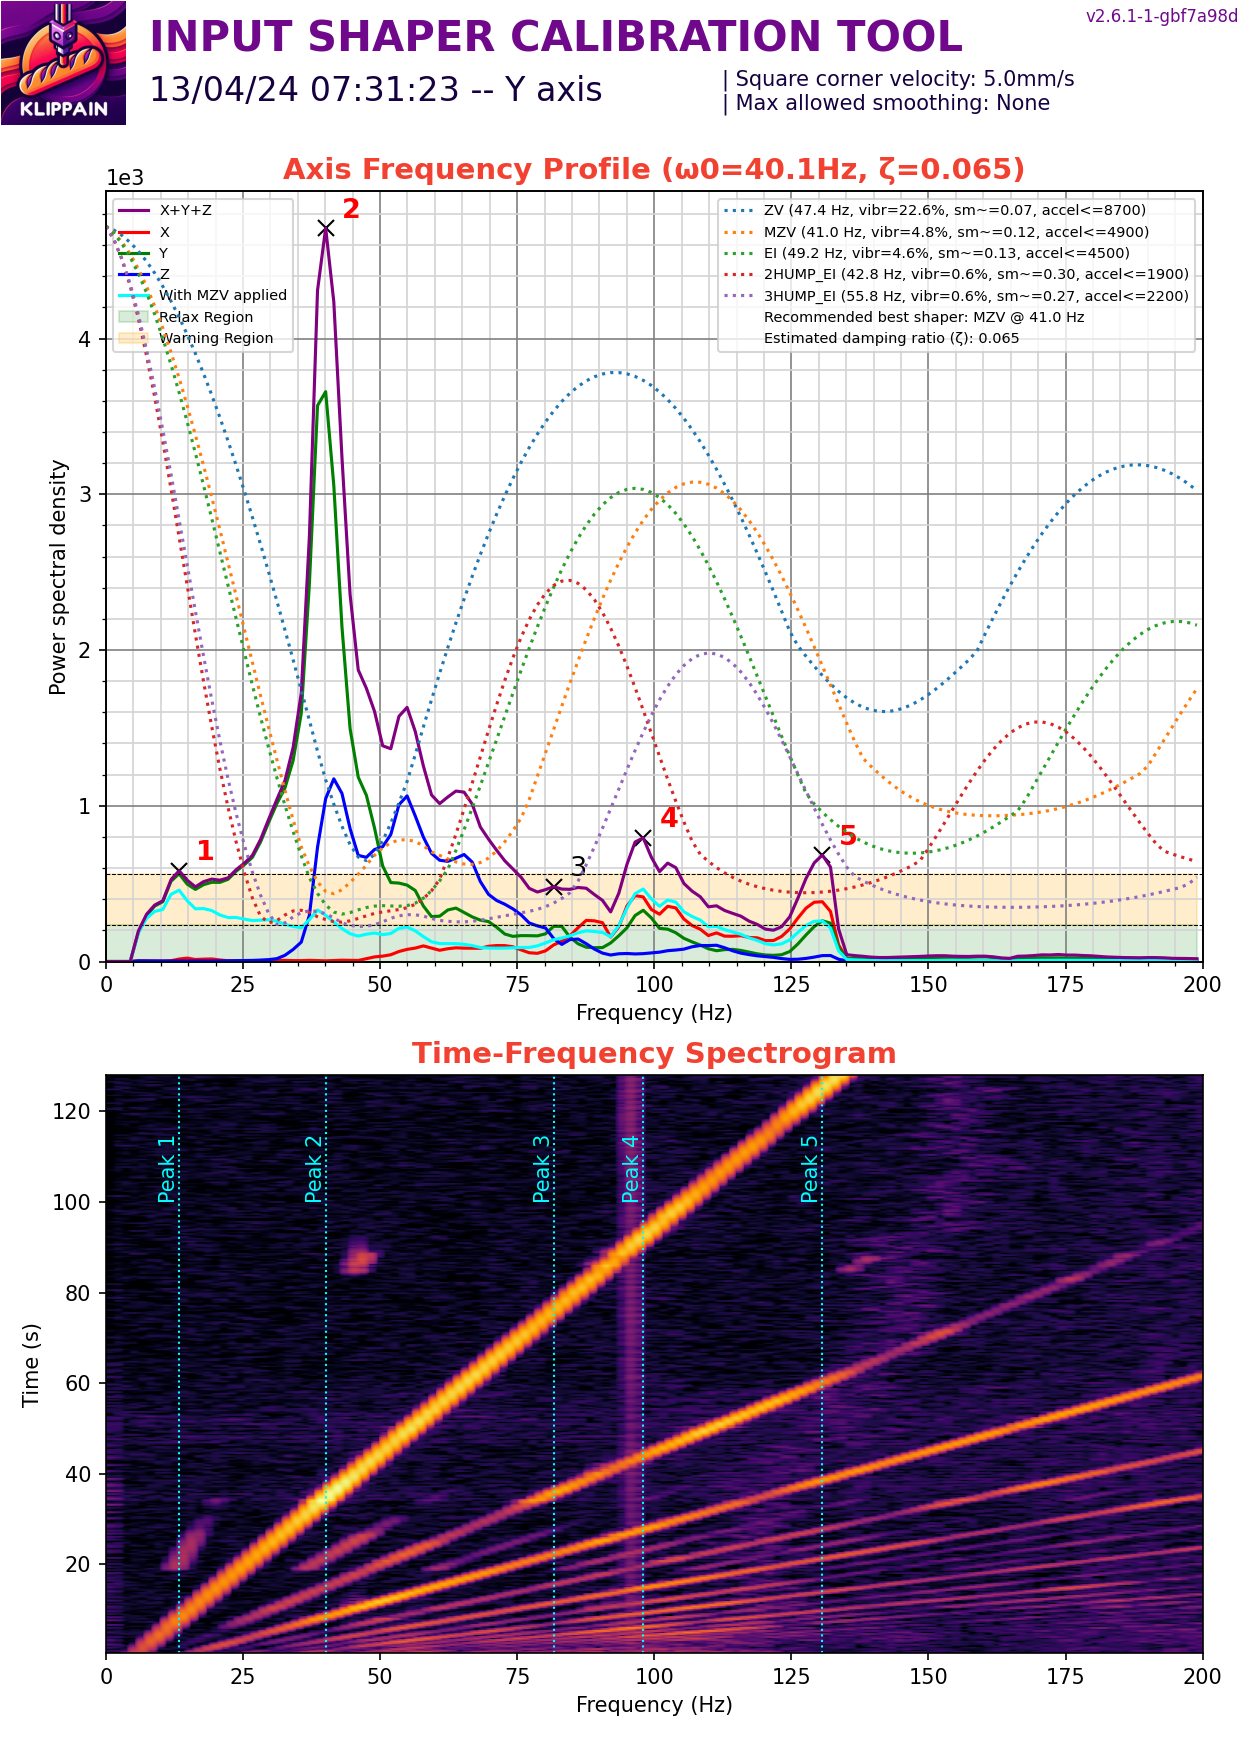 v2.6.1-1-gbf7a98d
INPUT SHAPER CALIBRATION TOOL
13/04/24 07:31:23 -- Y axis
| Square corner velocity: 5.0mm/s
| Max allowed smoothing: None
KLIPPAIN
Axis Frequency Profile (ω0=40.1Hz, ζ=0.065)
1e3
X+Y+Z
X
Y
Z
With MZV applied
Relax Region
Warning Region
ZV (47.4 Hz, vibr=22.6%, sm~=0.07, accel<=8700)
MZV (41.0 Hz, vibr=4.8%, sm~=0.12, accel<=4900)
EI (49.2 Hz, vibr=4.6%, sm~=0.13, accel<=4500)
2HUMP_EI (42.8 Hz, vibr=0.6%, sm~=0.30, accel<=1900)
3HUMP_EI (55.8 Hz, vibr=0.6%, sm~=0.27, accel<=2200)
Recommended best shaper: MZV @ 41.0 Hz
Estimated damping ratio (ζ): 0.065
1
2
3
4
5
Power spectral density
4
3
2
1
0
0 25 50 75 100 125 150 175 200
Frequency (Hz)
Time-Frequency Spectrogram
Peak 1
Peak 2
Peak 3
Peak 4
Peak 5
Time (s)
120
100
80
60
40
20
0 25 50 75 100 125 150 175 200
Frequency (Hz)